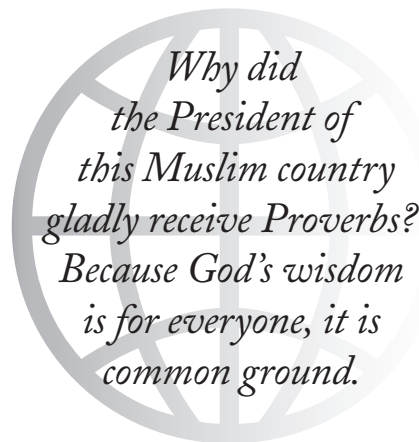 Why did
the President of
this Muslim country
gladly receive Proverbs?
Because God’s wisdom
is for everyone, it is
common ground.